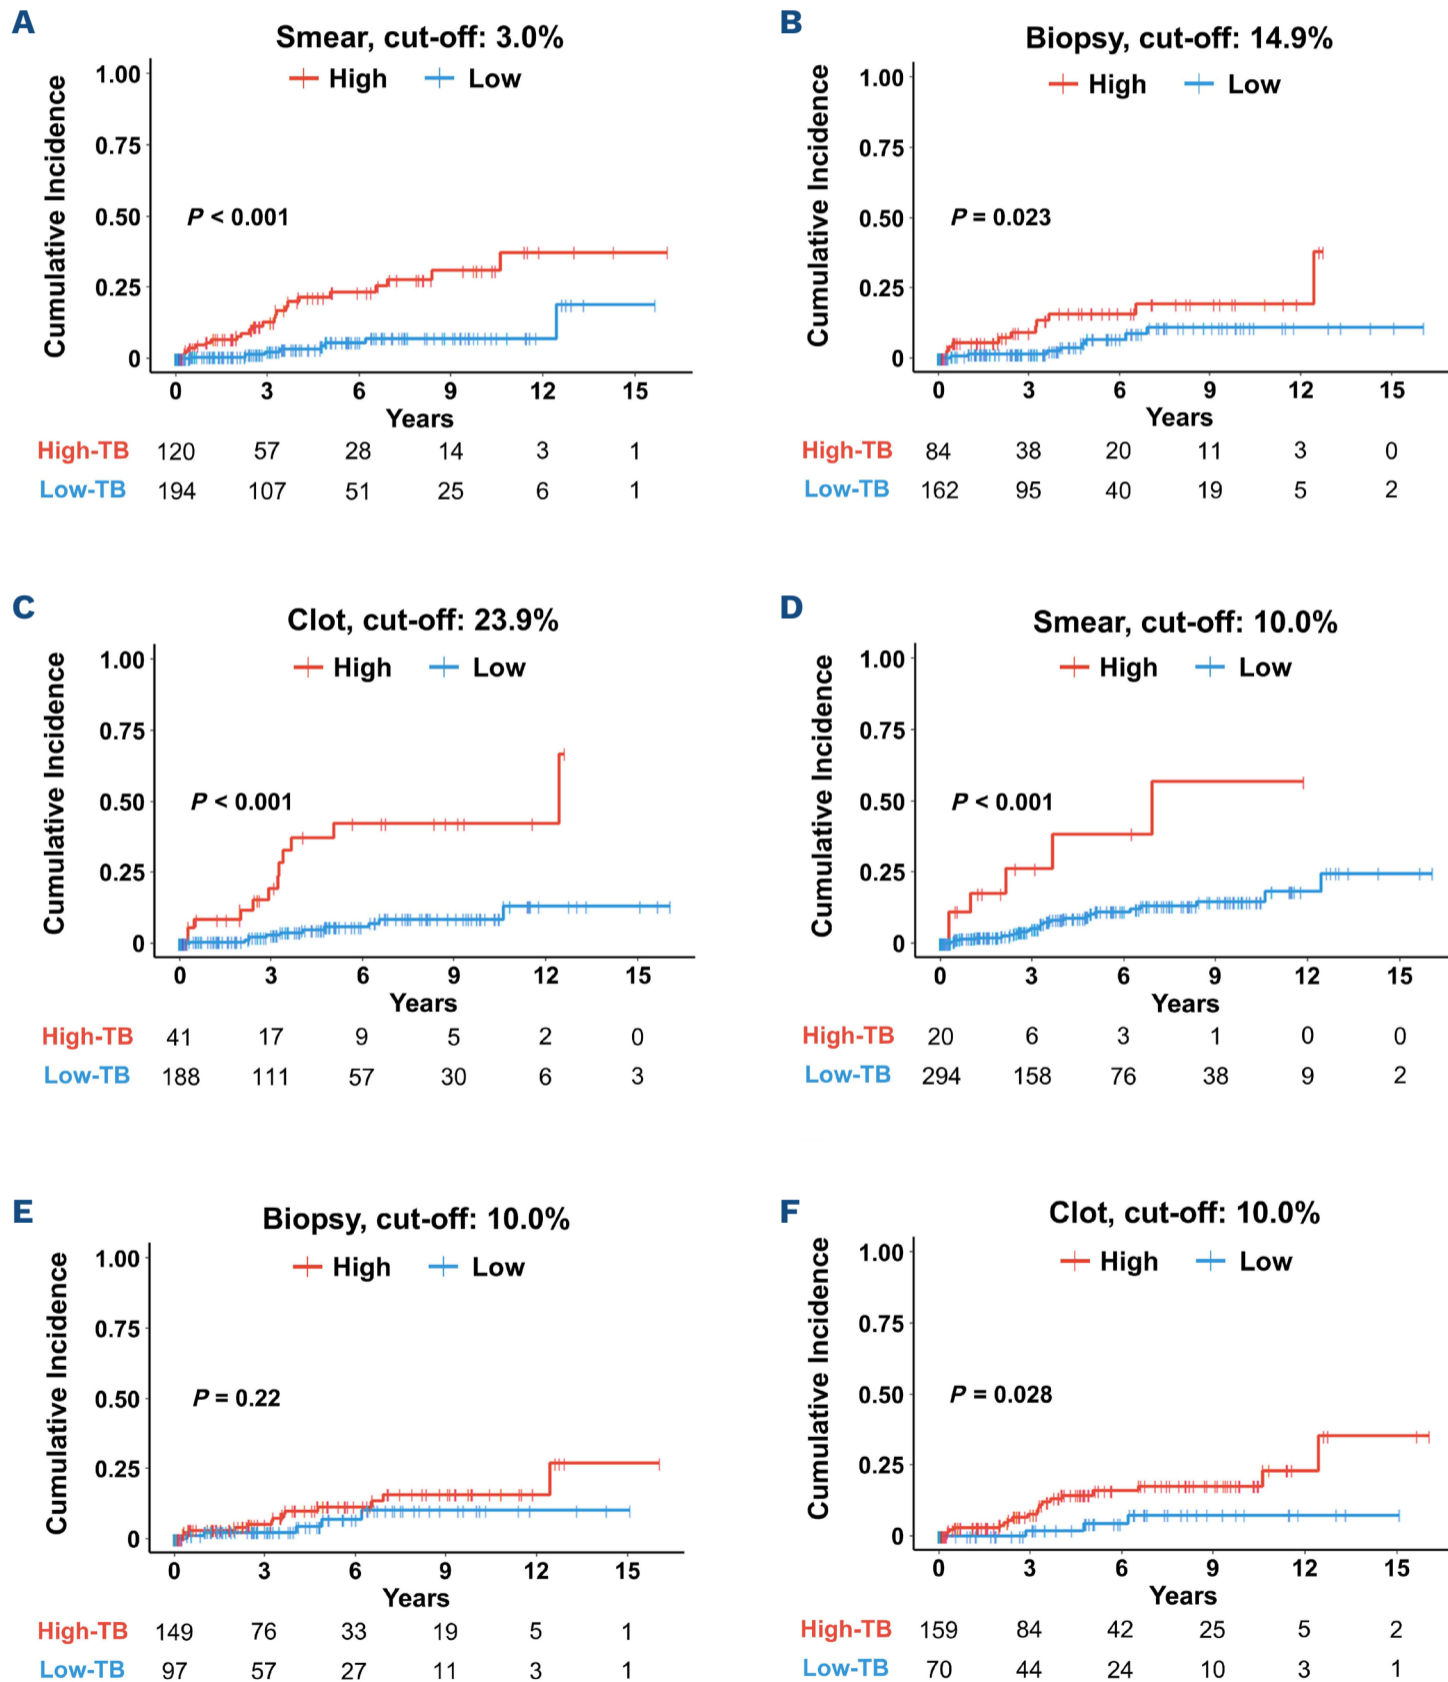 A
Smear, cut-off: 3.0%
High Low
Cumulative Incidence
1.00
0.75
0.50
0.25
0
P < 0.001
0 3 6 9 12 15
Years
High-TB 120 57 28 14 3 1
Low-TB 194 107 51 25 6 1
B
Biopsy, cut-off: 14.9%
High Low
Cumulative Incidence
1.00
0.75
0.50
0.25
0
P = 0.023
0 3 6 9 12 15
Years
High-TB 84 38 20 11 3 0
Low-TB 162 95 40 19 5 2
C
Clot, cut-off: 23.9%
High Low
Cumulative Incidence
1.00
0.75
0.50
0.25
0
P < 0.001
0 3 6 9 12 15
Years
High-TB 41 17 9 5 2 0
Low-TB 188 111 57 30 6 3
D
Smear, cut-off: 10.0%
High Low
Cumulative Incidence
1.00
0.75
0.50
0.25
0
P < 0.001
0 3 6 9 12 15
Years
High-TB 20 6 3 1 0 0
Low-TB 294 158 76 38 9 2
E
Biopsy, cut-off: 10.0%
High Low
Cumulative Incidence
1.00
0.75
0.50
0.25
0
P = 0.22
0 3 6 9 12 15
Years
High-TB 149 76 33 19 5 1
Low-TB 97 57 27 11 3 1
F
Clot, cut-off: 10.0%
High Low
Cumulative Incidence
1.00
0.75
0.50
0.25
0
P = 0.028
0 3 6 9 12 15
Years
High-TB 159 84 42 25 5 2
Low-TB 70 44 24 10 3 1